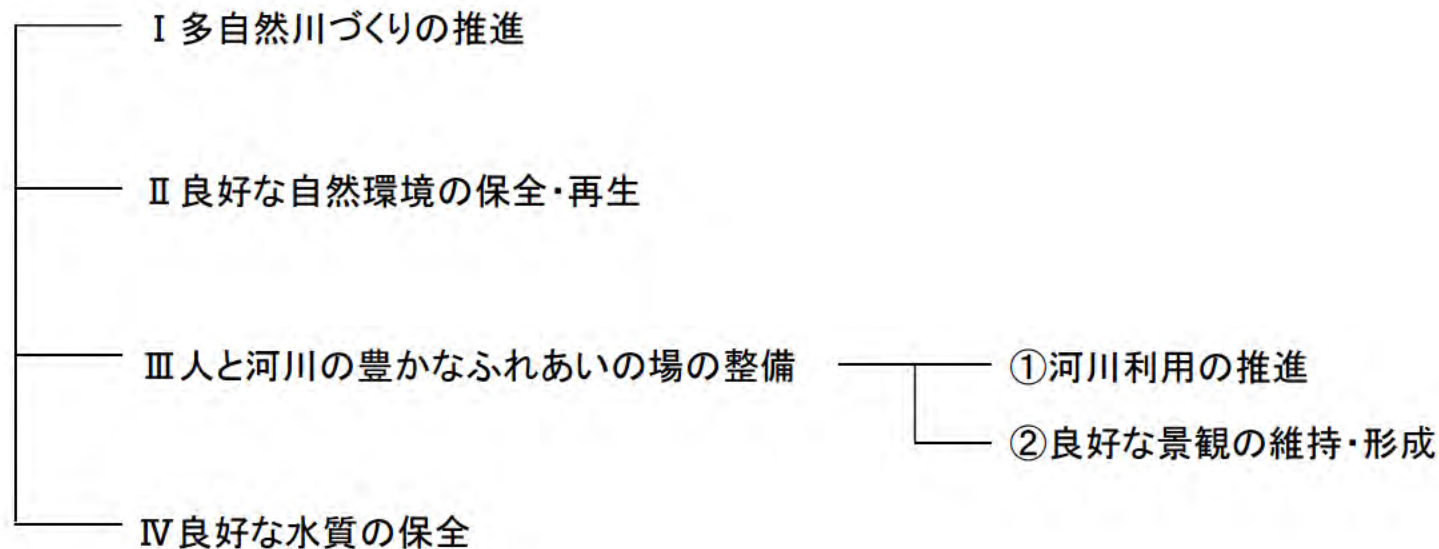 Ⅰ 多自然川づくりの推進
Ⅱ 良好な自然環境の保全・再生
Ⅲ人と河川の豊かなふれあいの場の整備
①河川利用の推進
②良好な景観の維持・形成
Ⅳ良好な水質の保全